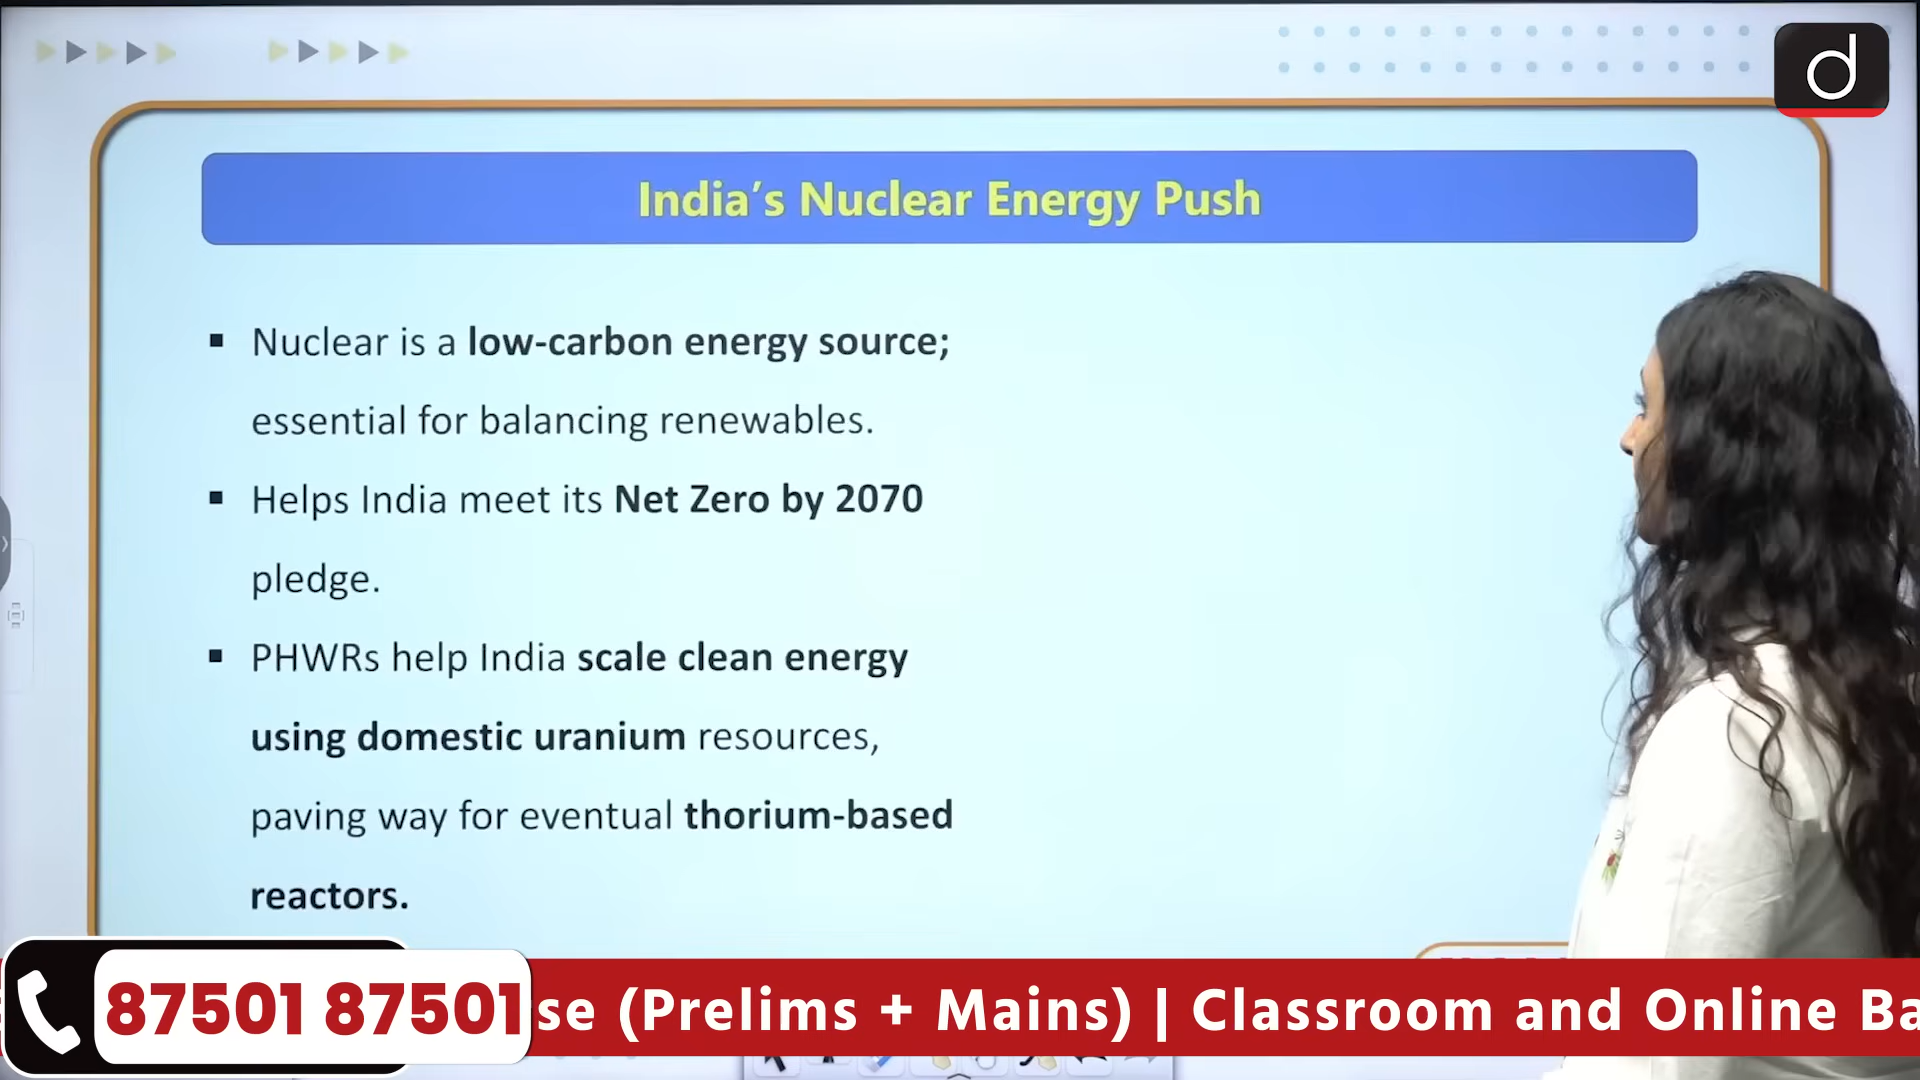 d
India’s Nuclear Energy Push
▪ Nuclear is a low-carbon energy source;
essential for balancing renewables.
▪ Helps India meet its Net Zero by 2070
pledge.
▪ PHWRs help India scale clean energy
using domestic uranium resources,
paving way for eventual thorium-based
reactors.
87501 87501
se (Prelims + Mains) | Classroom and Online Ba